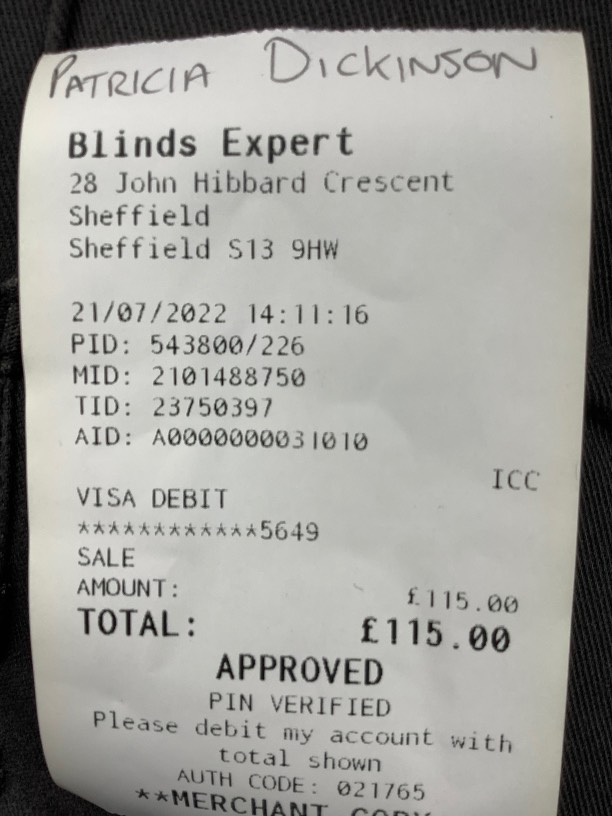 PATRICIA DICKINSON
Blinds Expert
28 John Hibbard Crescent
Sheffield
Sheffield S13 9HW
21/07/2022 14:11:16
PID: 543800/226
MID: 2101488750
TID: 23750397
AID: A0000000031010
ICC
VISA DEBIT
************5649
SALE
AMOUNT: £115.00
TOTAL: £115.00
APPROVED
PIN VERIFIED
Please debit my account with
total shown
AUTH CODE: 021765
**MERCHANT COPY